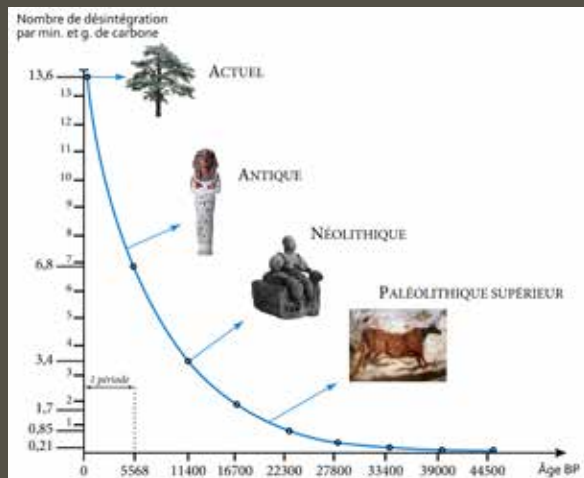 Nombre de désintégration
par min. et g. de carbone
13,6
ACTUEL
13
12
11
10
ANTIQUE
9
8
NÉOLITHIQUE
7
6,8
PALÉOLITHIQUE SUPÉRIEUR
6
5
4
3,4
3
1 période
2
1,7
1
0,85
0,21
0 5568 11400 16700 22300 27800 33400 39000 44500 Âge BP